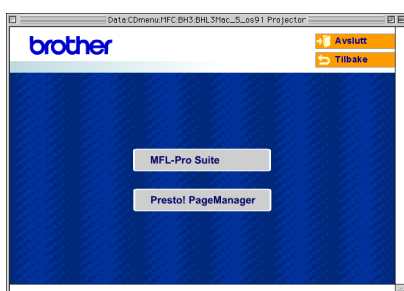 Data:CDmenu:MFC:BH3:BHL3Mac_5_os91 Projector
brother
Avslutt
Tilbake
MFL-Pro Suite
Presto! PageManager